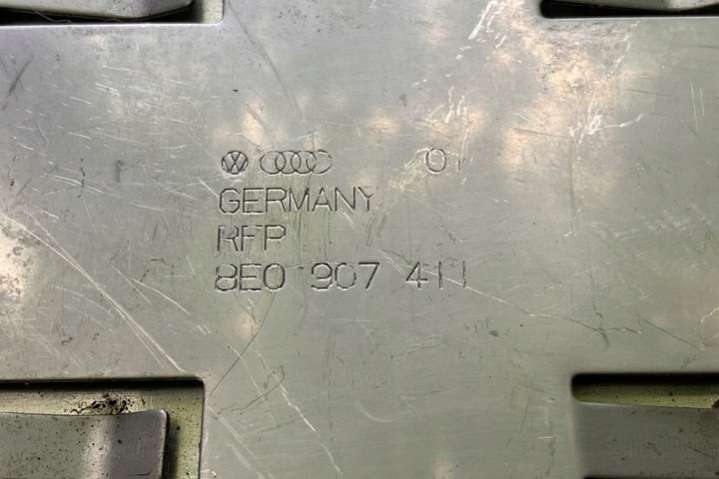 01
GERMANY
RFP
8E0 907 411